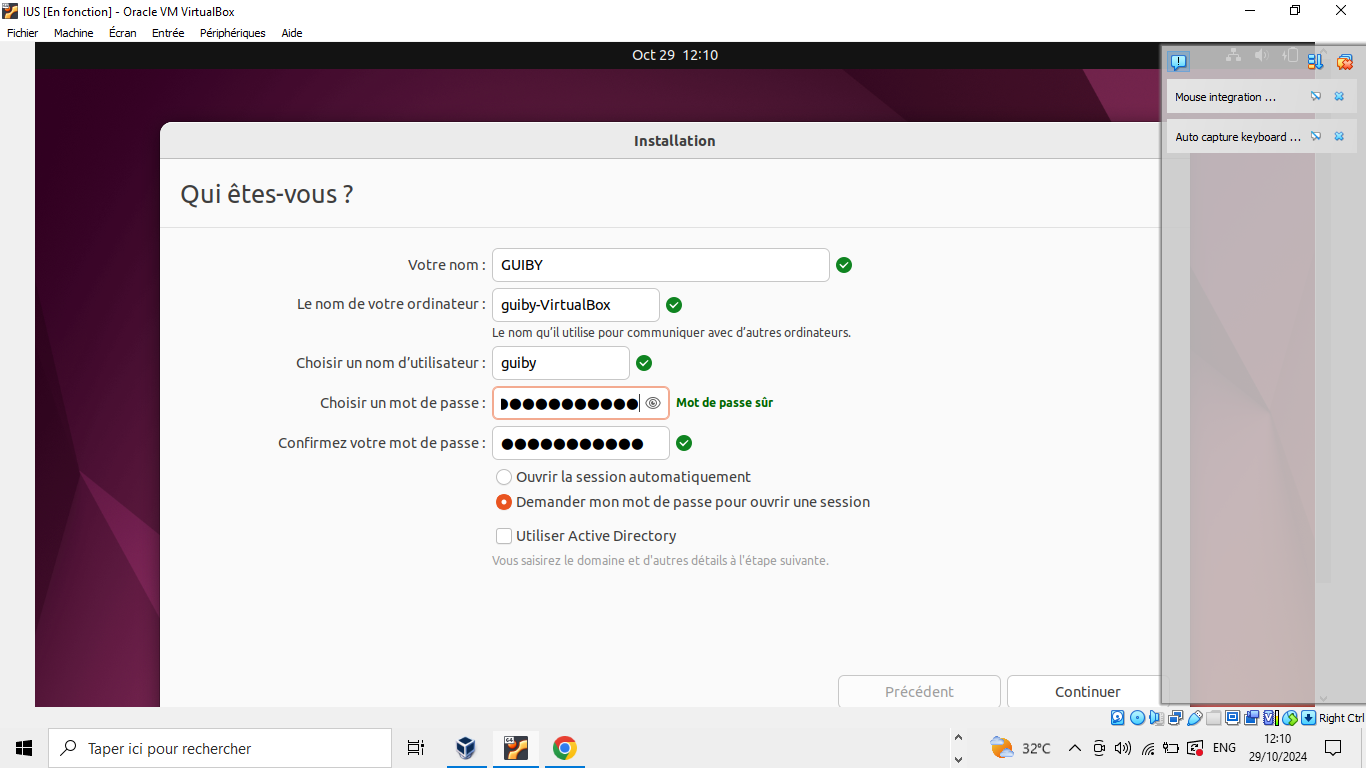 IUS [En fonction] - Oracle VM VirtualBox
Fichier Machine Écran Entrée Périphériques Aide
Oct 29 12:10
Mouse integration ...
Auto capture keyboard ...
Installation
Qui êtes-vous ?
Votre nom : GUIBY
Le nom de votre ordinateur : guiby-VirtualBox
Le nom qu’il utilise pour communiquer avec d’autres ordinateurs.
Choisir un nom d’utilisateur : guiby
Choisir un mot de passe : Mot de passe sûr
Confirmez votre mot de passe :
Ouvrir la session automatiquement
Demander mon mot de passe pour ouvrir une session
Utiliser Active Directory
Vous saisirez le domaine et d'autres détails à l'étape suivante.
Précédent Continuer
Right Ctrl
64
Taper ici pour rechercher
32°C
ENG
12:10
29/10/2024